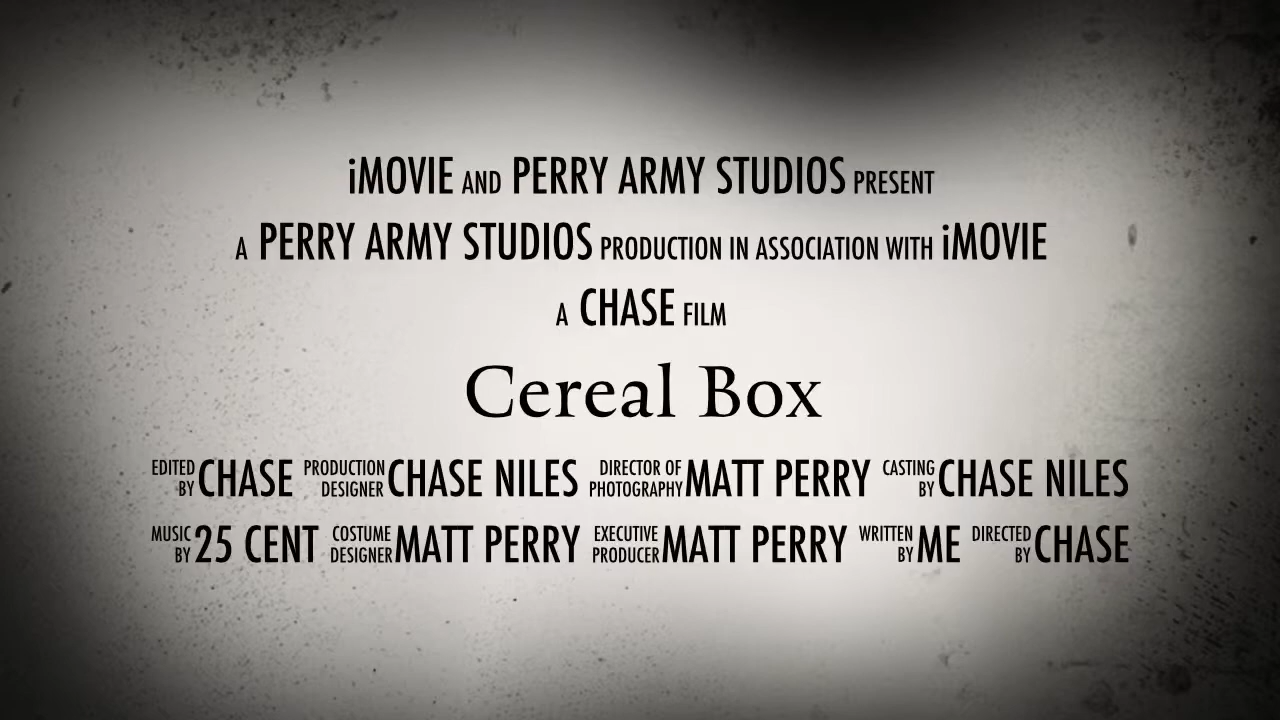 iMOVIE AND PERRY ARMY STUDIOS PRESENT
A PERRY ARMY STUDIOS PRODUCTION IN ASSOCIATION WITH iMOVIE
A CHASE FILM
Cereal Box
EDITED BY CHASE PRODUCTION DESIGNER CHASE NILES DIRECTOR OF PHOTOGRAPHY MATT PERRY CASTING BY CHASE NILES
MUSIC BY 25 CENT COSTUME DESIGNER MATT PERRY EXECUTIVE PRODUCER MATT PERRY WRITTEN BY ME DIRECTED BY CHASE